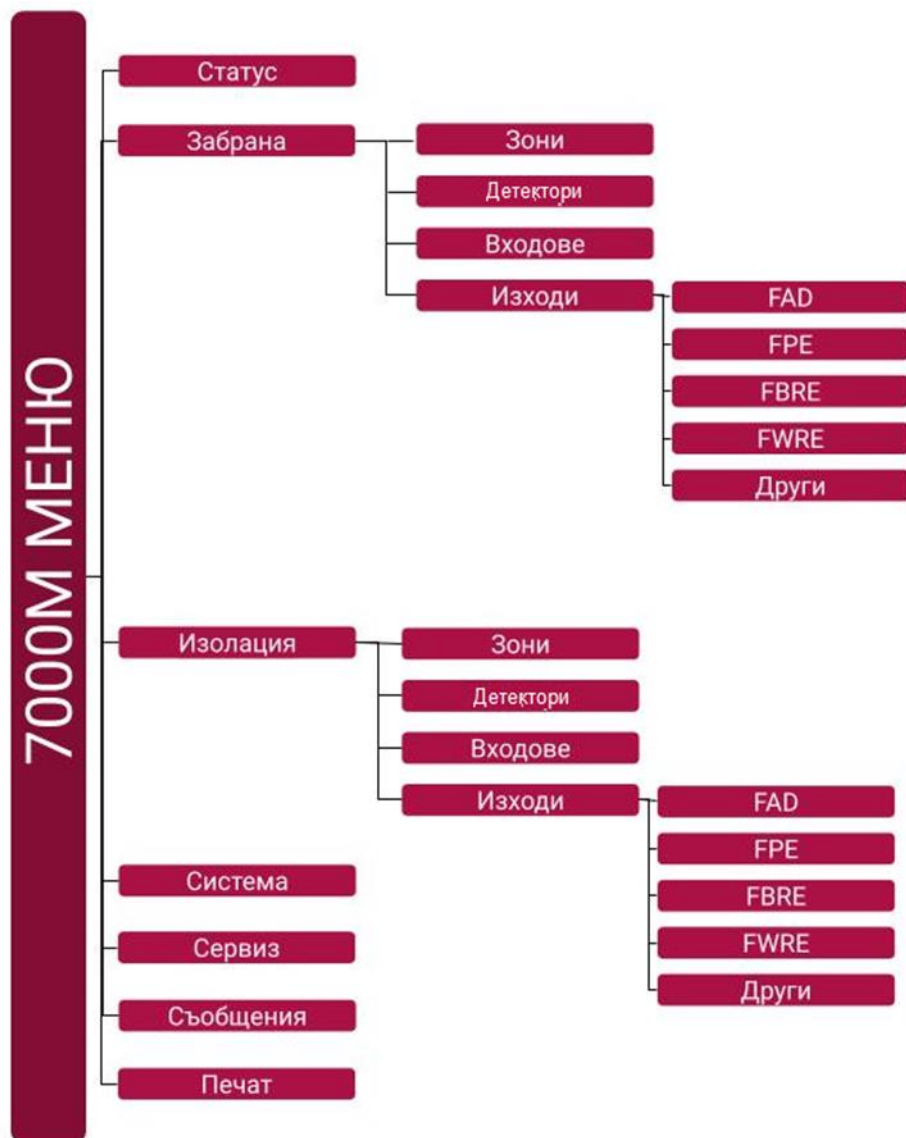 7000М МЕНЮ
Статус
Забрана
Зони
Детектори
Входове
Изходи
FAD
FPE
FBRE
FWRE
Други
Изолация
Зони
Детектори
Входове
Изходи
FAD
FPE
FBRE
FWRE
Други
Система
Сервиз
Съобщения
Печат